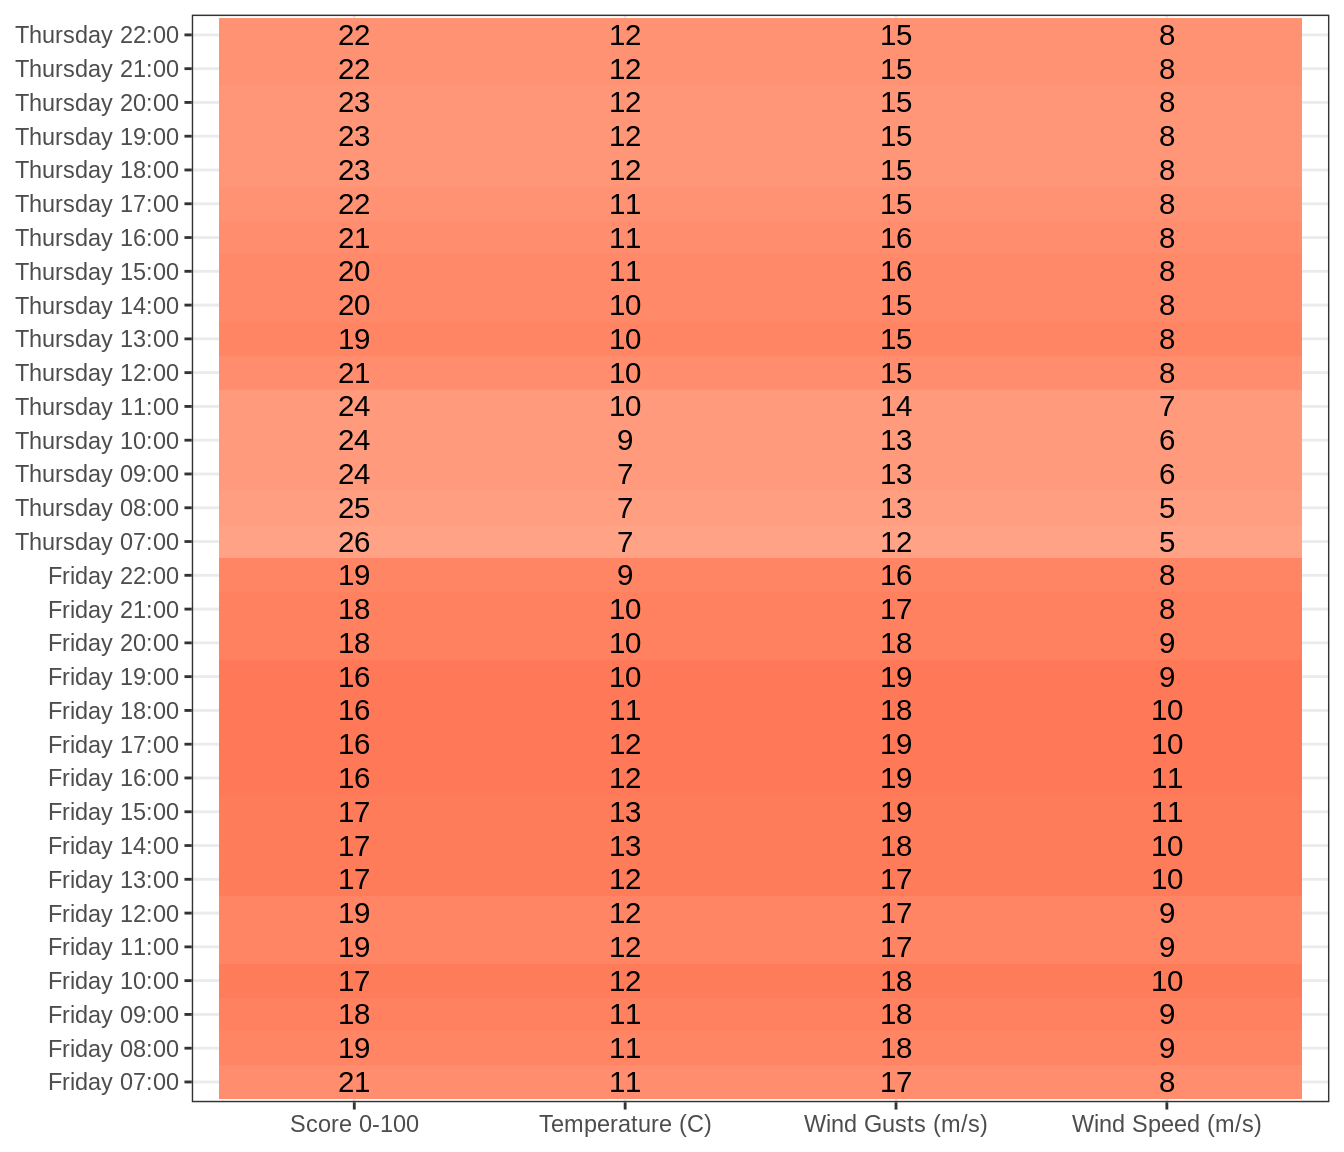 Thursday 22:00 22 12 15 8
Thursday 21:00 22 12 15 8
Thursday 20:00 23 12 15 8
Thursday 19:00 23 12 15 8
Thursday 18:00 23 12 15 8
Thursday 17:00 22 11 15 8
Thursday 16:00 21 11 16 8
Thursday 15:00 20 11 16 8
Thursday 14:00 20 10 15 8
Thursday 13:00 19 10 15 8
Thursday 12:00 21 10 15 8
Thursday 11:00 24 10 14 7
Thursday 10:00 24 9 13 6
Thursday 09:00 24 7 13 6
Thursday 08:00 25 7 13 5
Thursday 07:00 26 7 12 5
Friday 22:00 19 9 16 8
Friday 21:00 18 10 17 8
Friday 20:00 18 10 18 9
Friday 19:00 16 10 19 9
Friday 18:00 16 11 18 10
Friday 17:00 16 12 19 10
Friday 16:00 16 12 19 11
Friday 15:00 17 13 19 11
Friday 14:00 17 13 18 10
Friday 13:00 17 12 17 10
Friday 12:00 19 12 17 9
Friday 11:00 19 12 17 9
Friday 10:00 17 12 18 10
Friday 09:00 18 11 18 9
Friday 08:00 19 11 18 9
Friday 07:00 21 11 17 8
Score 0-100 Temperature (C) Wind Gusts (m/s) Wind Speed (m/s)